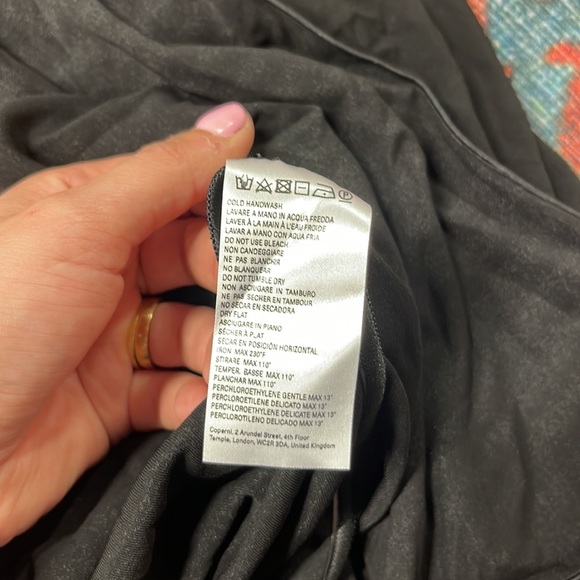 COLD HANDWASH
LAVARE A MANO IN ACQUA FREDDA
LAVER À LA MAIN À L'EAU FROIDE
LAVAR A MANO CON AGUA FRIA
DO NOT USE BLEACH
NON CANDEGGIARE
NE PAS BLANCHIR
NO BLANQUEAR
DO NOT TUMBLE DRY
NON ASCIUGARE IN TAMBURO
NE PAS SÉCHER EN TAMBOUR
NO SECAR EN SECADORA
DRY FLAT
ASCIUGARE IN PIANO
SÉCHER À PLAT
SECAR EN POSICIÓN HORIZONTAL
IRON MAX 230°F
STIRARE MAX 110°
TEMPER. BASSE MAX 110°
PLANCHAR MAX 110°
PERCHLOROETHYLENE GENTLE MAX 13°
PERCLOROETILENE DELICATO MAX 13°
PERCHLOROETHYLENE DELICATE MAX 13°
PERCLOROTILENO DELICADO MAX 13°
Coperni. 2 Arundel Street, 4th Floor
Temple, London, WC2R 3DA, United Kingdom